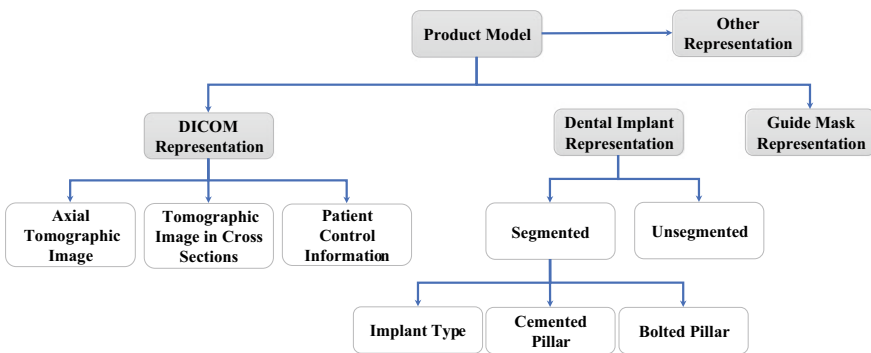 Product Model
Other
Representation
DICOM
Representation
Dental Implant
Representation
Guide Mask
Representation
Axial
Tomographic
Image
Tomographic
Image in Cross
Sections
Patient
Control
Information
Segmented
Unsegmented
Implant Type
Cemented
Pillar
Bolted Pillar